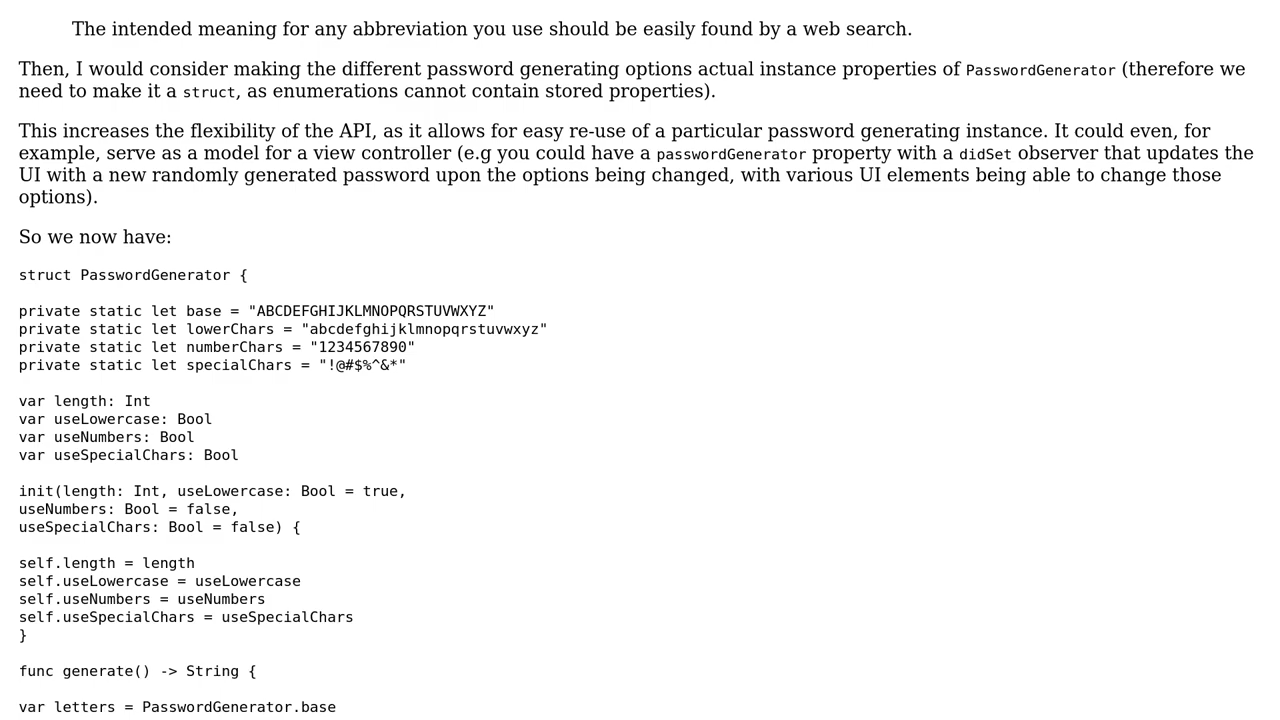 The intended meaning for any abbreviation you use should be easily found by a web search.
Then, I would consider making the different password generating options actual instance properties of PasswordGenerator (therefore we
need to make it a struct, as enumerations cannot contain stored properties).
This increases the flexibility of the API, as it allows for easy re-use of a particular password generating instance. It could even, for
example, serve as a model for a view controller (e.g you could have a passwordGenerator property with a didSet observer that updates the
UI with a new randomly generated password upon the options being changed, with various UI elements being able to change those
options).
So we now have:
struct PasswordGenerator {
private static let base = "ABCDEFGHIJKLMNOPQRSTUVWXYZ"
private static let lowerChars = "abcdefghijklmnopqrstuvwxyz"
private static let numberChars = "1234567890"
private static let specialChars = "!@#$%^&*"
var length: Int
var useLowercase: Bool
var useNumbers: Bool
var useSpecialChars: Bool
init(length: Int, useLowercase: Bool = true,
useNumbers: Bool = false,
useSpecialChars: Bool = false) {
self.length = length
self.useLowercase = useLowercase
self.useNumbers = useNumbers
self.useSpecialChars = useSpecialChars
}
func generate() -> String {
var letters = PasswordGenerator.base